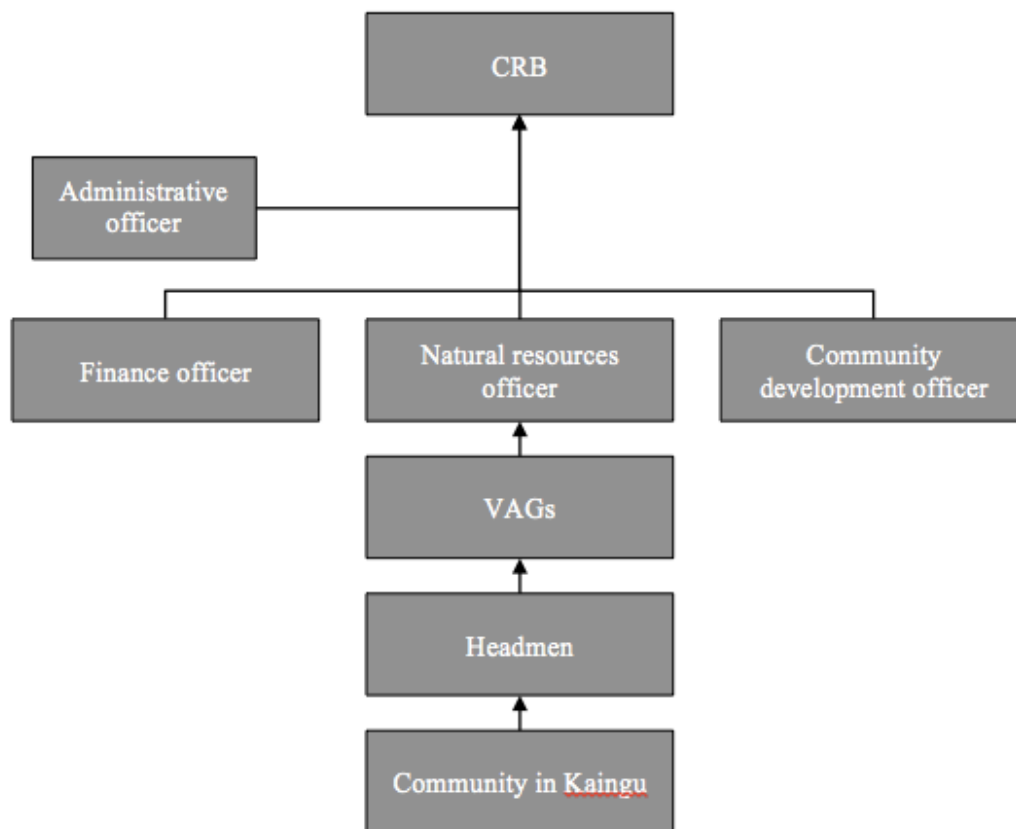 CRB
Administrative
officer
Finance officer
Natural resources
officer
Community
development officer
VAGs
Headmen
Community in Kaingu